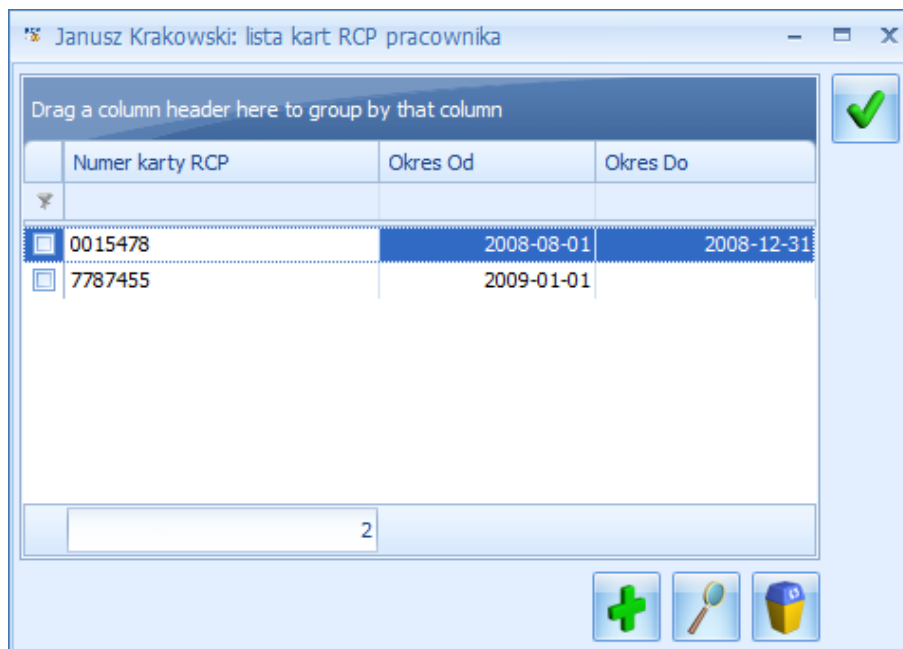 Janusz Krakowski: lista kart RCP pracownika
Drag a column header here to group by that column
Numer karty RCP Okres Od Okres Do
0015478 2008-08-01 2008-12-31
7787455 2009-01-01
2